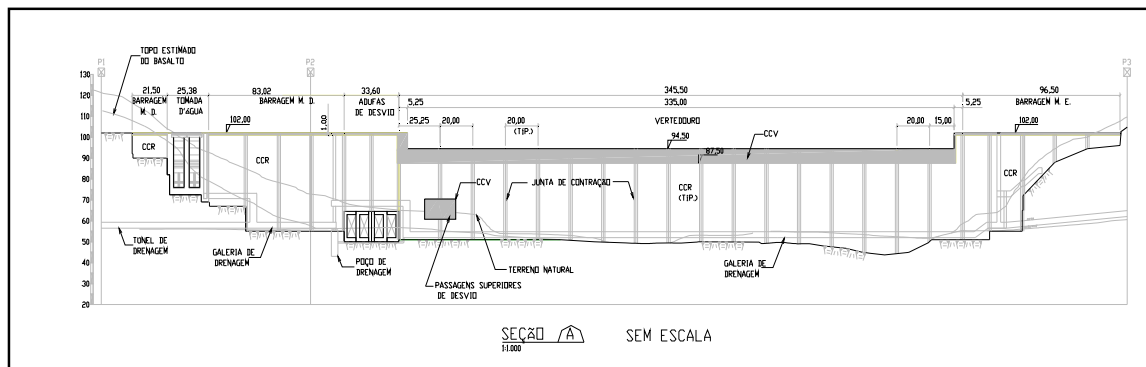 TOPO ESTIMADO
DO BASALTO
P1
P2
P3
130
120
110
100
90
80
70
60
50
40
30
20
21,50
BARRAGEM
M. D.
25,38
TOMADA
D'ÁGUA
83,02
BARRAGEM M. D.
33,60
ADUFAS
DE DESVIO
345,50
5,25
335,00
5,25
96,50
BARRAGEM M. E.
VERTEDOURO
25,25
20,00
20,00
(TIP.)
20,00
15,00
102,00
1,00
94,50
87,50
CCV
102,00
CCR
CCR
CCV
JUNTA DE CONTRAÇÃO
CCR
(TIP.)
CCR
TÚNEL DE
DRENAGEM
GALERIA DE
DRENAGEM
POÇO DE
DRENAGEM
PASSAGENS SUPERIORES
DE DESVIO
TERRENO NATURAL
GALERIA DE
DRENAGEM
SEÇÃO A
1:1.000
SEM ESCALA